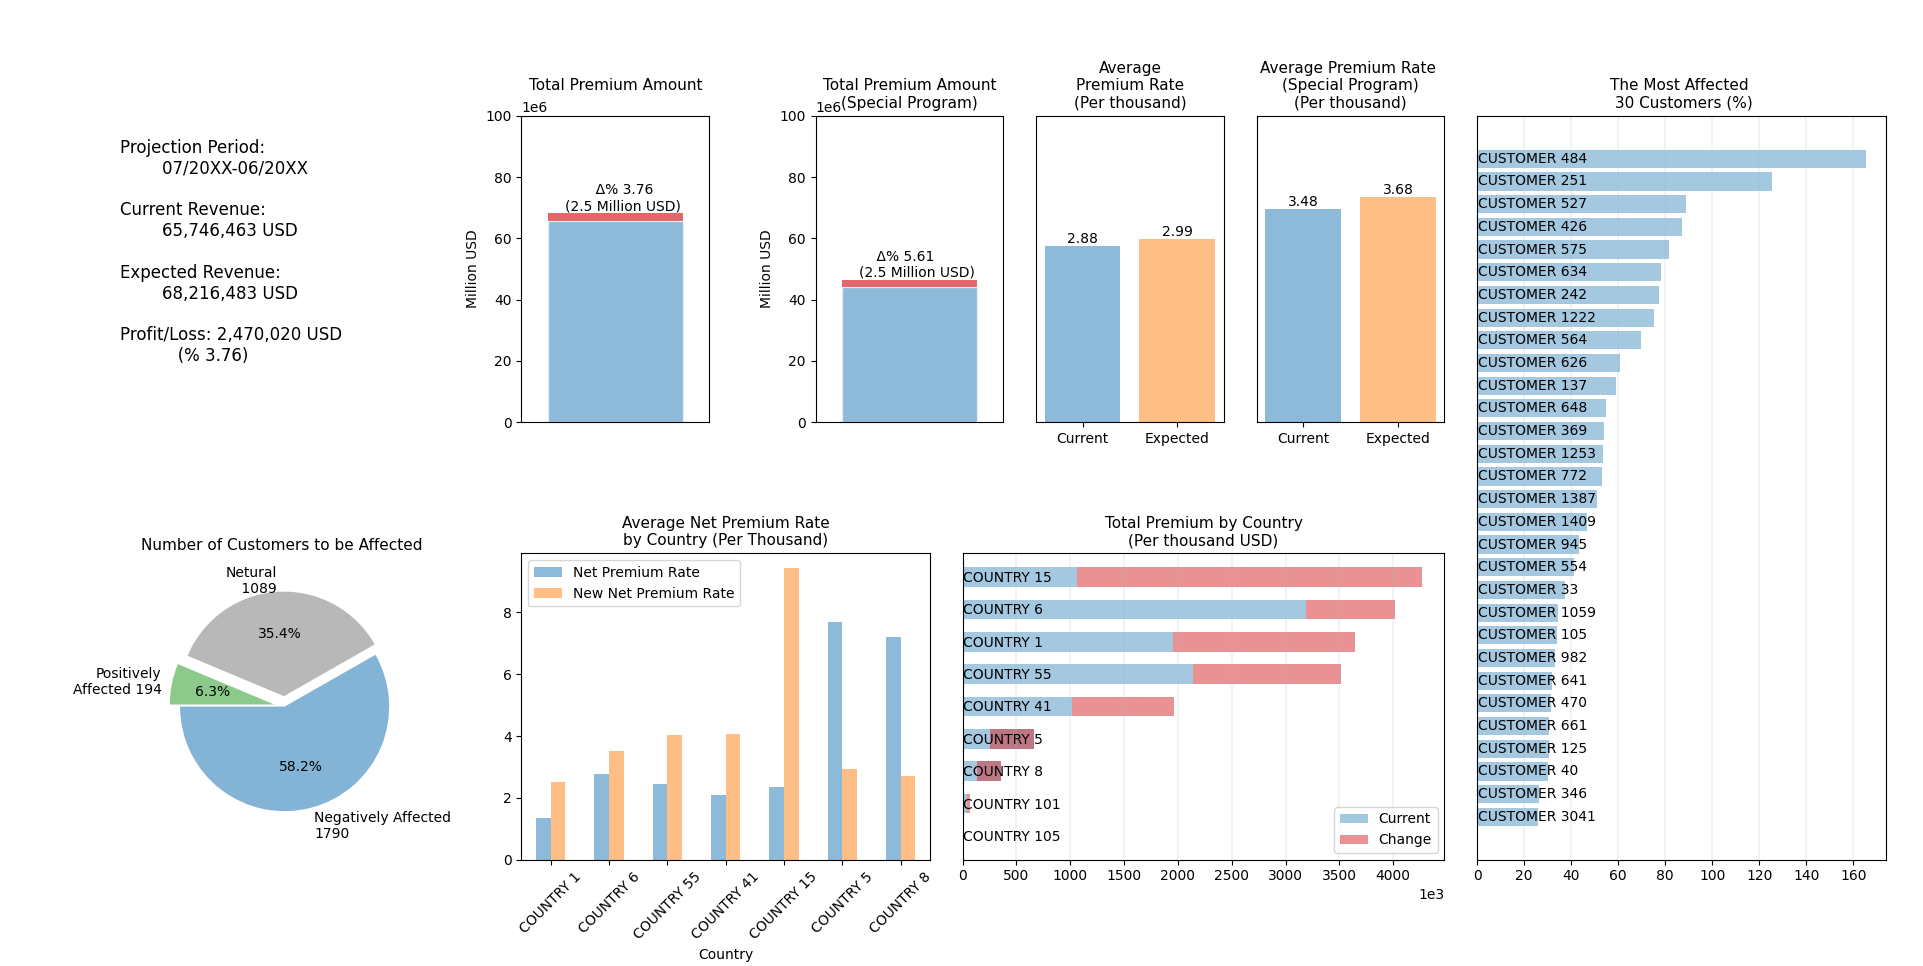 Projection Period:
07/20XX-06/20XX
Current Revenue:
65,746,463 USD
Expected Revenue:
68,216,483 USD
Profit/Loss: 2,470,020 USD
(% 3.76)
Total Premium Amount
1e6
100
80
60
40
20
0
Million USD
Δ% 3.76
(2.5 Million USD)
Total Premium Amount
(Special Program)
1e6
100
80
60
40
20
0
Million USD
Δ% 5.61
(2.5 Million USD)
Average
Premium Rate
(Per thousand)
2.88
2.99
Current
Expected
Average Premium Rate
(Special Program)
(Per thousand)
3.48
3.68
Current
Expected
The Most Affected
30 Customers (%)
CUSTOMER 484
CUSTOMER 251
CUSTOMER 527
CUSTOMER 426
CUSTOMER 575
CUSTOMER 634
CUSTOMER 242
CUSTOMER 1222
CUSTOMER 564
CUSTOMER 626
CUSTOMER 137
CUSTOMER 648
CUSTOMER 369
CUSTOMER 1253
CUSTOMER 772
CUSTOMER 1387
CUSTOMER 1409
CUSTOMER 945
CUSTOMER 554
CUSTOMER 33
CUSTOMER 1059
CUSTOMER 105
CUSTOMER 982
CUSTOMER 641
CUSTOMER 470
CUSTOMER 661
CUSTOMER 125
CUSTOMER 40
CUSTOMER 346
CUSTOMER 3041
0 20 40 60 80 100 120 140 160
Number of Customers to be Affected
Netural
1089
35.4%
Positively
Affected 194
6.3%
58.2%
Negatively Affected
1790
Average Net Premium Rate
by Country (Per Thousand)
Net Premium Rate
New Net Premium Rate
8
6
4
2
0
COUNTRY 1
COUNTRY 6
COUNTRY 55
COUNTRY 41
COUNTRY 15
COUNTRY 5
COUNTRY 8
Country
Total Premium by Country
(Per thousand USD)
COUNTRY 15
COUNTRY 6
COUNTRY 1
COUNTRY 55
COUNTRY 41
COUNTRY 5
COUNTRY 8
COUNTRY 101
COUNTRY 105
Current
Change
0 500 1000 1500 2000 2500 3000 3500 4000
1e3